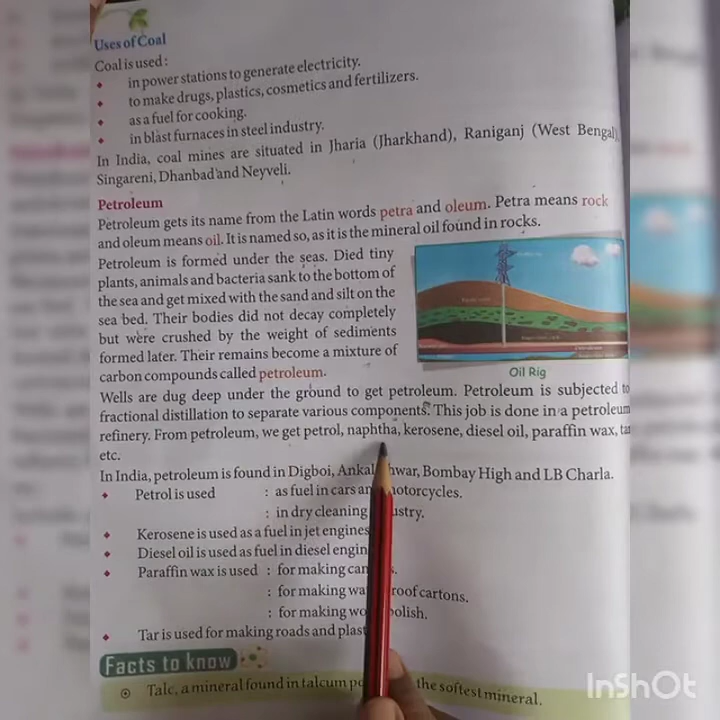 Uses of Coal
Coal is used :
in power stations to generate electricity.
to make drugs, plastics, cosmetics and fertilizers.
as a fuel for cooking.
in blast furnaces in steel industry.
In India, coal mines are situated in Jharia (Jharkhand), Raniganj (West Bengal),
Singareni, Dhanbad and Neyveli.
Petroleum
Petroleum gets its name from the Latin words petra and oleum. Petra means rock
and oleum means oil. It is named so, as it is the mineral oil found in rocks.
Petroleum is formed under the seas. Died tiny
plants, animals and bacteria sank to the bottom of
the sea and get mixed with the sand and silt on the
sea bed. Their bodies did not decay completely
but were crushed by the weight of sediments
formed later. Their remains become a mixture of
carbon compounds called petroleum.
Oil Rig
Wells are dug deep under the ground to get petroleum. Petroleum is subjected to
fractional distillation to separate various components. This job is done in a petroleum
refinery. From petroleum, we get petrol, naphtha, kerosene, diesel oil, paraffin wax, tar
etc.
In India, petroleum is found in Digboi, Bombay High and LB Charla.
Petrol is used : as fuel in cars motorcycles.
: in dry cleaning
Kerosene is used as a fuel in jet engines
Diesel oil is used as fuel in diesel
Paraffin wax is used : for making
: for making cartons.
: for making
Tar is used for making roads and
Facts to know
Talc, a mineral found in talcum the softest mineral.
InShOt